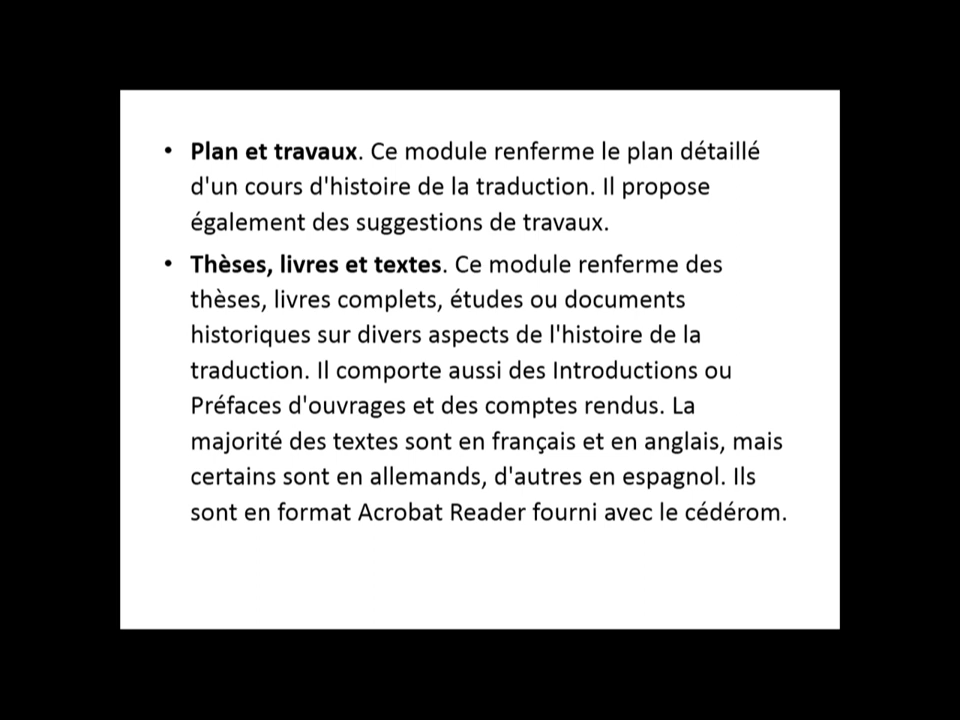 • Plan et travaux. Ce module renferme le plan détaillé
d'un cours d'histoire de la traduction. Il propose
également des suggestions de travaux.
• Thèses, livres et textes. Ce module renferme des
thèses, livres complets, études ou documents
historiques sur divers aspects de l'histoire de la
traduction. Il comporte aussi des Introductions ou
Préfaces d'ouvrages et des comptes rendus. La
majorité des textes sont en français et en anglais, mais
certains sont en allemands, d'autres en espagnol. Ils
sont en format Acrobat Reader fourni avec le cédérom.